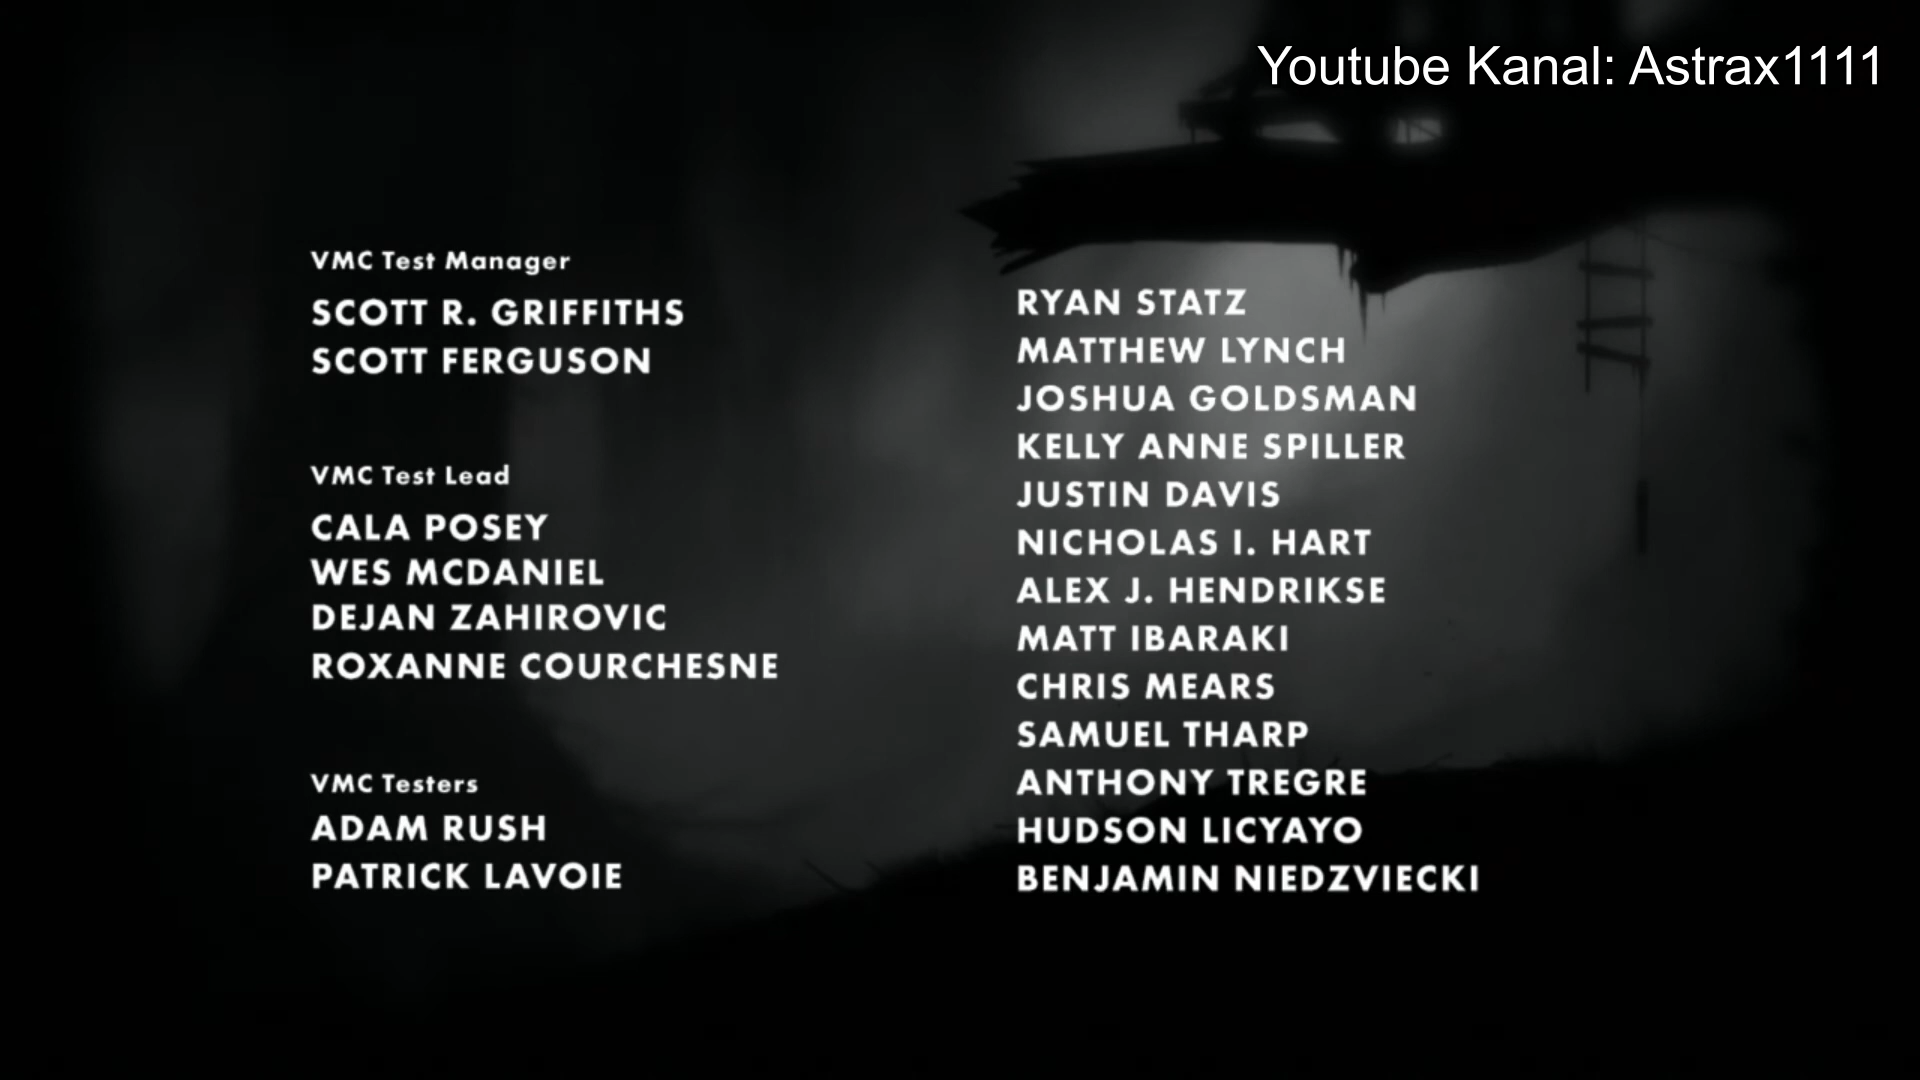 Youtube Kanal: Astrax1111
VMC Test Manager
SCOTT R. GRIFFITHS
SCOTT FERGUSON
VMC Test Lead
CALA POSEY
WES MCDANIEL
DEJAN ZAHIROVIC
ROXANNE COURCHESNE
VMC Testers
ADAM RUSH
PATRICK LAVOIE
RYAN STATZ
MATTHEW LYNCH
JOSHUA GOLDSMAN
KELLY ANNE SPILLER
JUSTIN DAVIS
NICHOLAS I. HART
ALEX J. HENDRIKSE
MATT IBARAKI
CHRIS MEARS
SAMUEL THARP
ANTHONY TREGRE
HUDSON LICYAYO
BENJAMIN NIEDZVIECKI